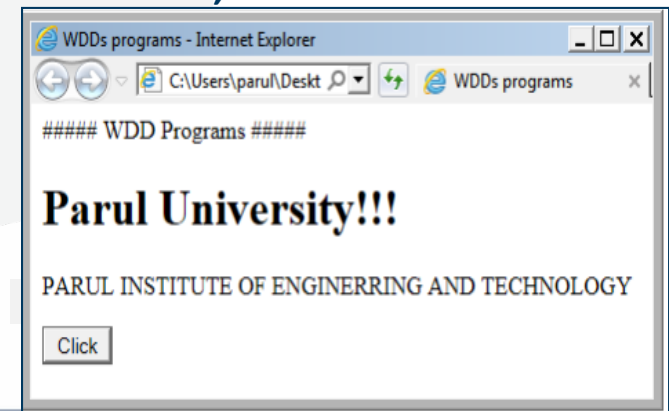 WDDs programs - Internet Explorer
C:\Users\parul\Deskt WDDs programs
##### WDD Programs #####
Parul University!!!
PARUL INSTITUTE OF ENGINERRING AND TECHNOLOGY
Click